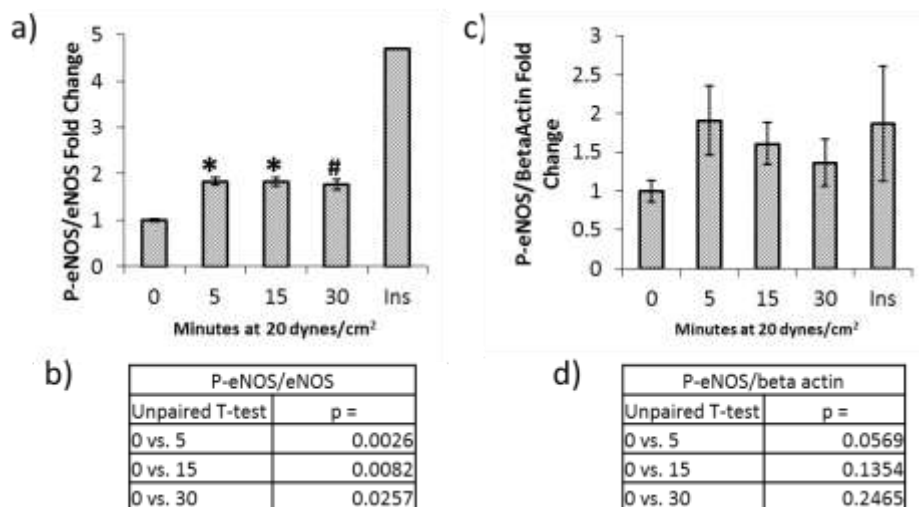 a)
P-eNOS/eNOS Fold Change
5
4
3
2
1
0
*
*
#
0 5 15 30 Ins
Minutes at 20 dynes/cm²
b)
P-eNOS/eNOS
Unpaired T-test p =
0 vs. 5 0.0026
0 vs. 15 0.0082
0 vs. 30 0.0257
c)
P-eNOS/BetaActin Fold
Change
3
2.5
2
1.5
1
0.5
0
0 5 15 30 Ins
Minutes at 20 dynes/cm²
d)
P-eNOS/beta actin
Unpaired T-test p =
0 vs. 5 0.0569
0 vs. 15 0.1354
0 vs. 30 0.2465